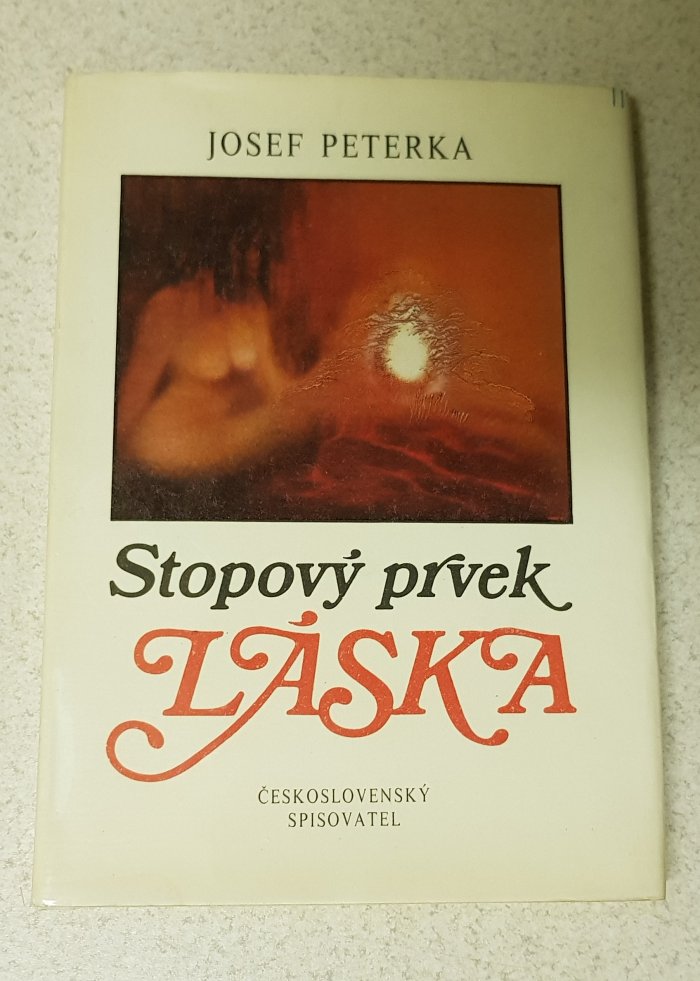 JOSEF PETERKA
Stopový prvek
LÁSKA
ČESKOSLOVENSKÝ
SPISOVATEL